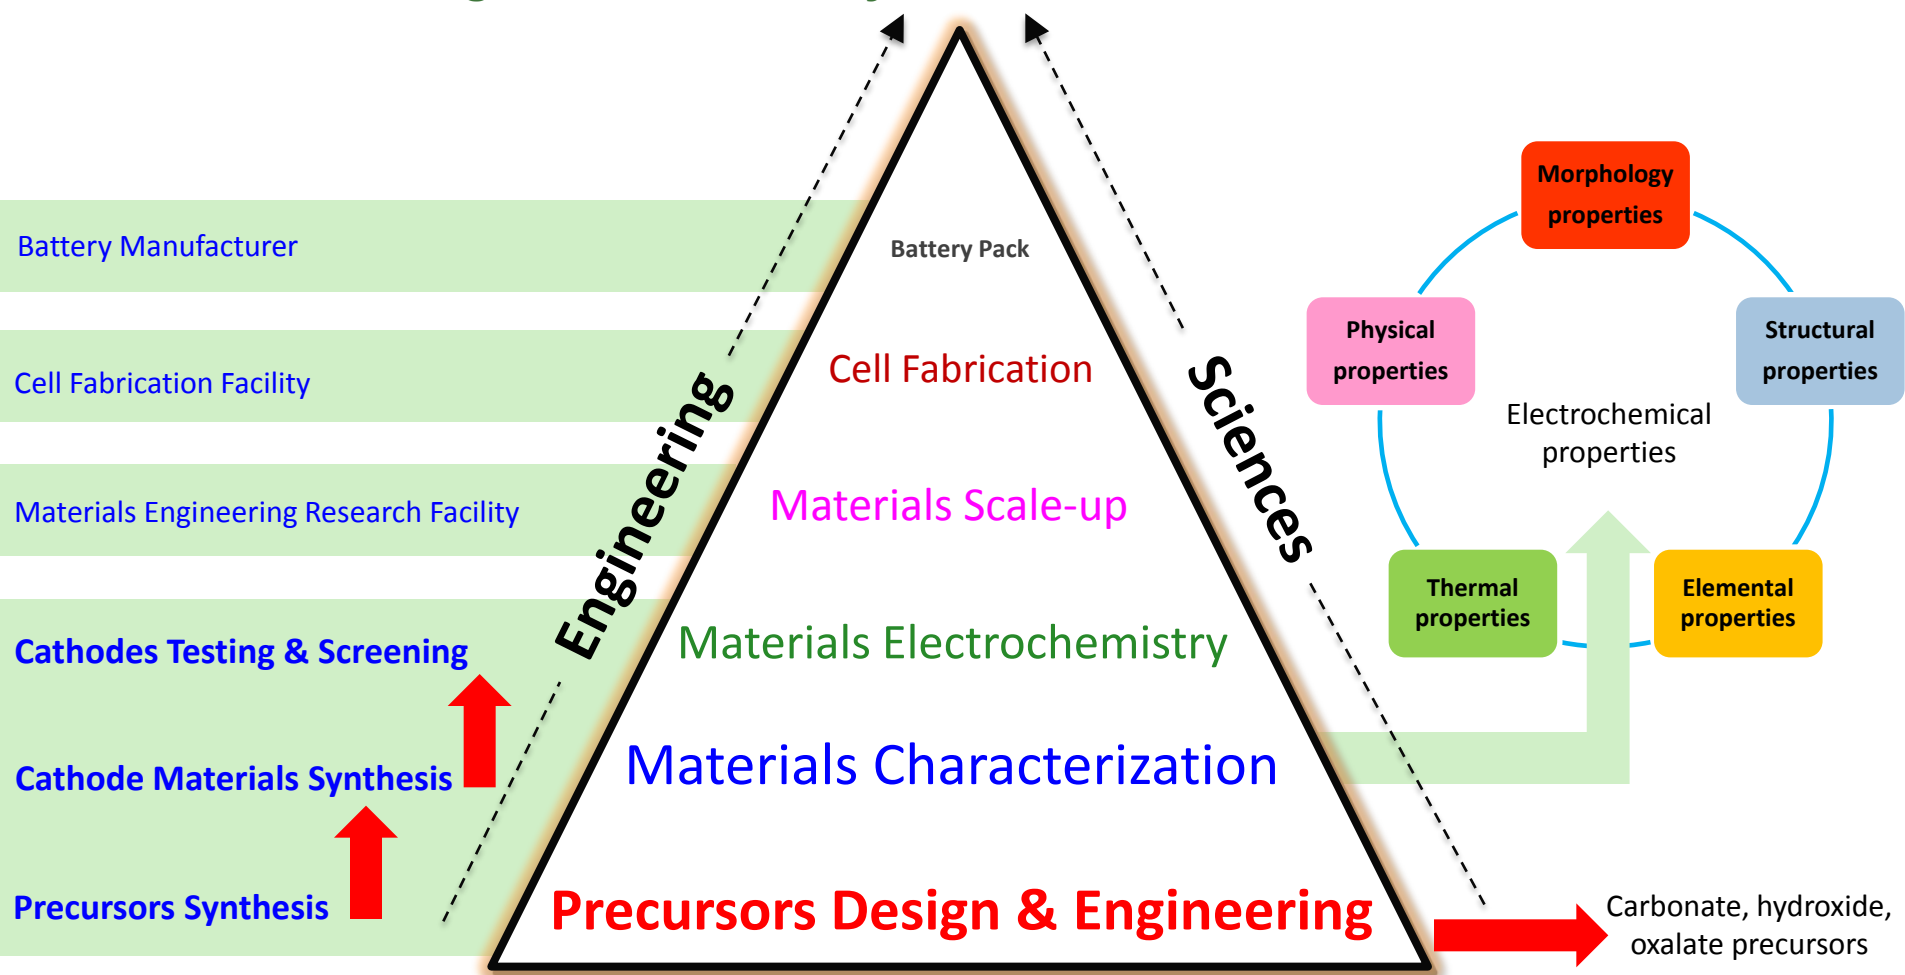 Battery Manufacturer
Cell Fabrication Facility
Materials Engineering Research Facility
Cathodes Testing & Screening
Cathode Materials Synthesis
Precursors Synthesis
Engineering
Battery Pack
Cell Fabrication
Materials Scale-up
Materials Electrochemistry
Materials Characterization
Precursors Design & Engineering
Sciences
Morphology
properties
Physical
properties
Structural
properties
Electrochemical
properties
Thermal
properties
Elemental
properties
Carbonate, hydroxide,
oxalate precursors